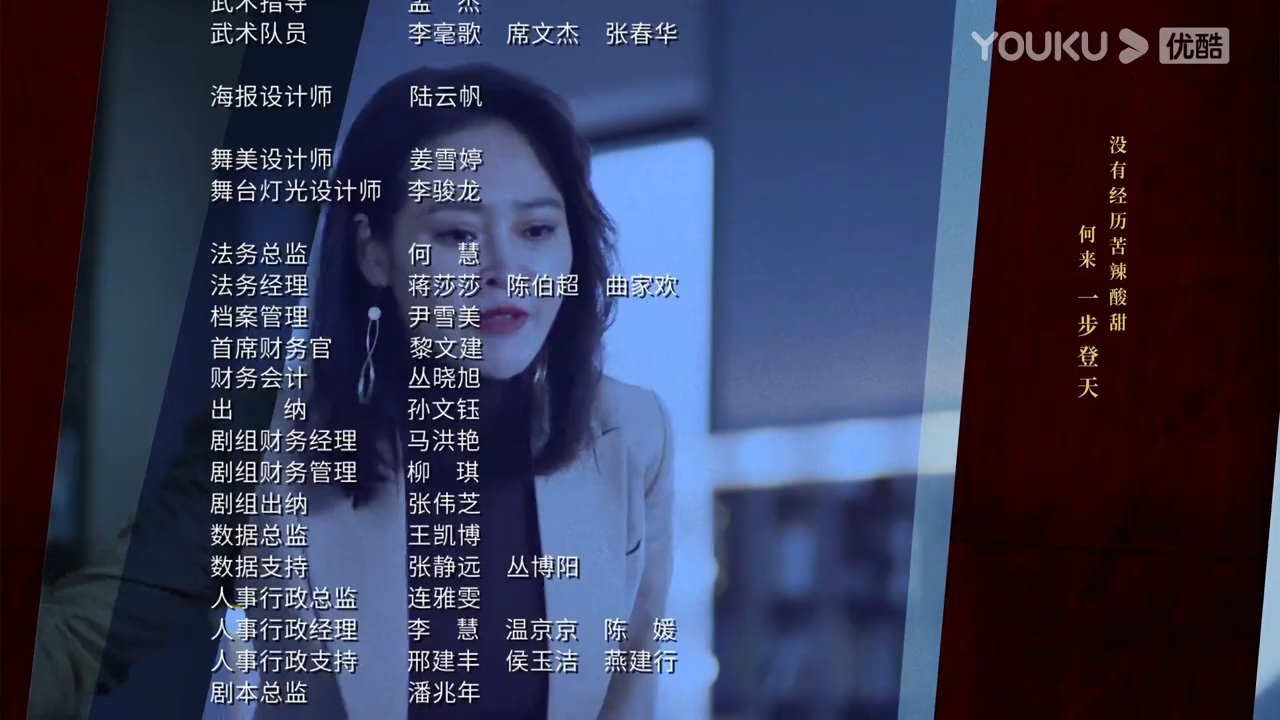 武术指导 孟 杰
武术队员 李毫歌 席文杰 张春华
海报设计师 陆云帆
舞美设计师 姜雪婷
舞台灯光设计师 李骏龙
法务总监 何 慧
法务经理 蒋莎莎 陈伯超 曲家欢
档案管理 尹雪美
首席财务官 黎文建
财务会计 丛晓旭
出 纳 孙文钰
剧组财务经理 马洪艳
剧组财务管理 柳 琪
剧组出纳 张伟芝
数据总监 王凯博
数据支持 张静远 丛博阳
人事行政总监 连雅雯
人事行政经理 李 慧 温京京 陈 媛
人事行政支持 邢建丰 侯玉洁 燕建行
剧本总监 潘兆年
YOUKU 优酷
没有经历苦辣酸甜
何来 一步登天